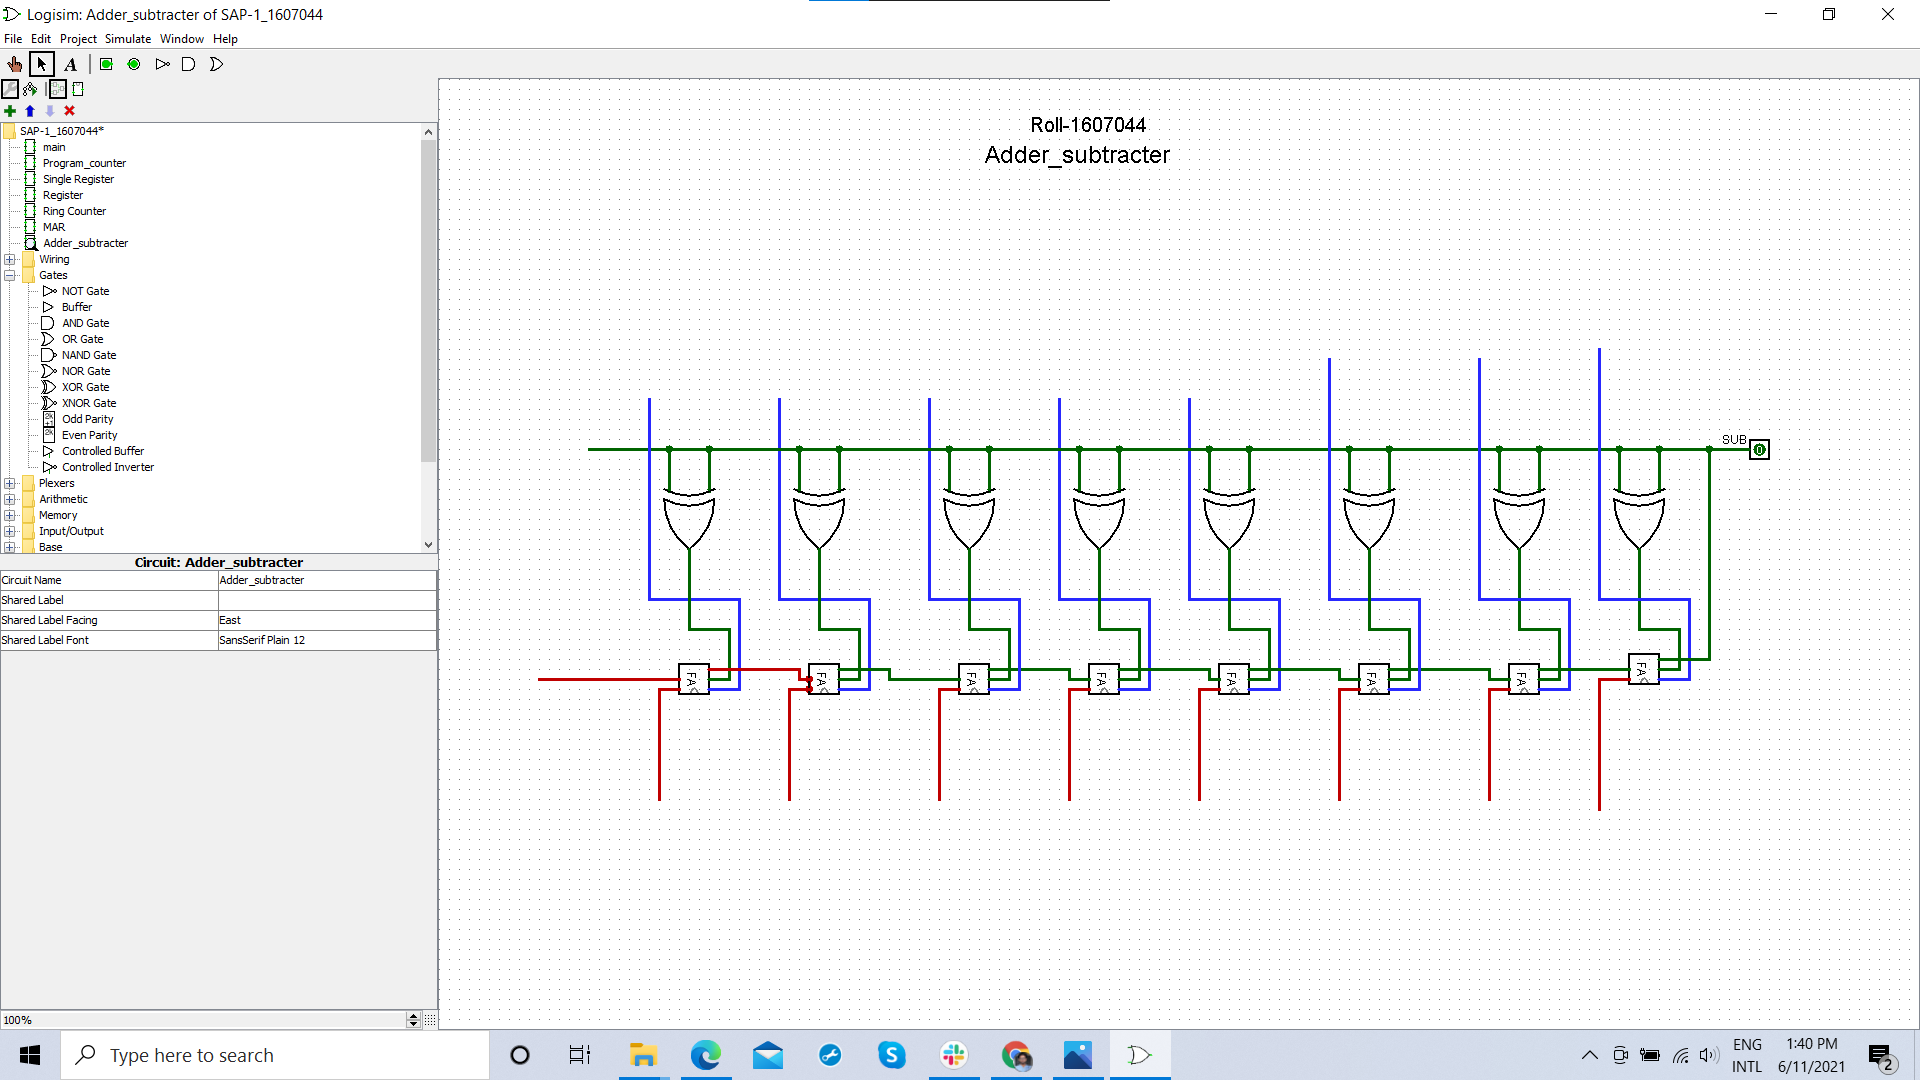 Logisim: Adder_subtracter of SAP-1_1607044
File Edit Project Simulate Window Help
A
SAP-1_1607044*
main
Program_counter
Single Register
Register
Ring Counter
MAR
Adder_subtracter
Wiring
Gates
NOT Gate
Buffer
AND Gate
OR Gate
NAND Gate
NOR Gate
XOR Gate
XNOR Gate
Odd Parity
Even Parity
Controlled Buffer
Controlled Inverter
Plexers
Arithmetic
Memory
Input/Output
Base
Circuit: Adder_subtracter
Circuit Name Adder_subtracter
Shared Label
Shared Label Facing East
Shared Label Font SansSerif Plain 12
100%
Roll-1607044
Adder_subtracter
SUB
0
FA FA FA FA FA FA FA FA
Type here to search
ENG
INTL
1:40 PM
6/11/2021
2